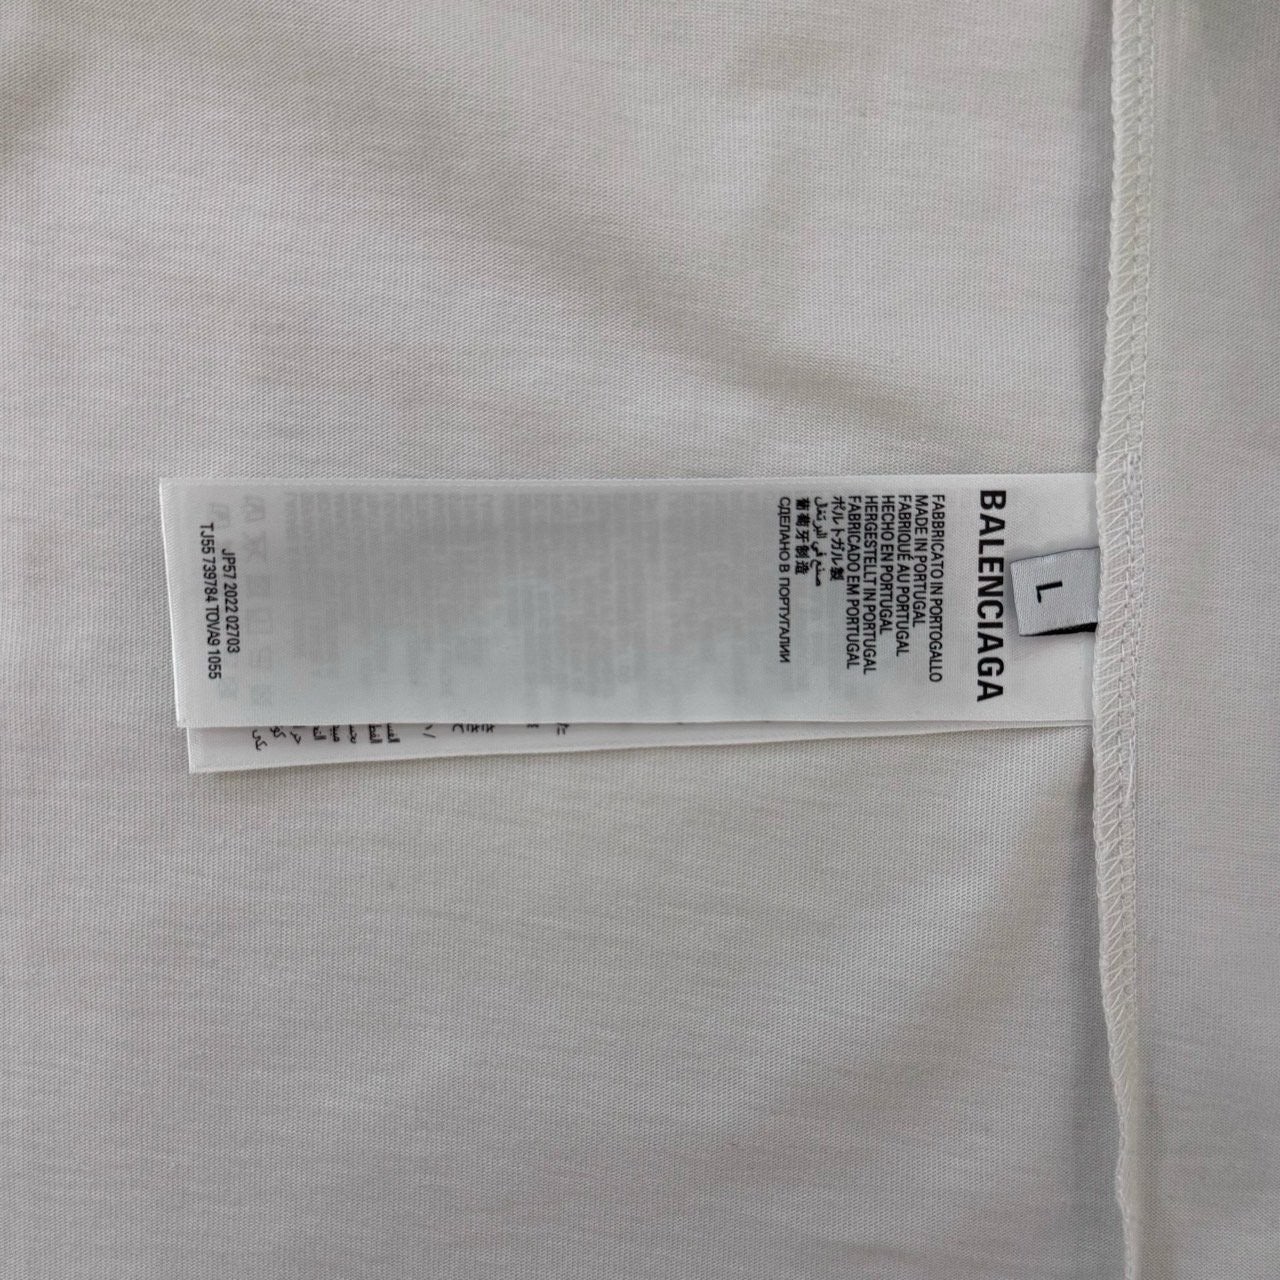 BALENCIAGA
L
FABBRICATO IN PORTOGALLO
MADE IN PORTUGAL
FABRIQUÉ AU PORTUGAL
HECHO EN PORTUGAL
HERGESTELLT IN PORTUGAL
FABRICADO EM PORTUGAL
ポルトガル製
صنع في البرتغال
葡萄牙制造
СДЕЛАНО В ПОРТУГАЛИИ
JP57 2022 02703
TJ55 739784 TOVA9 1055